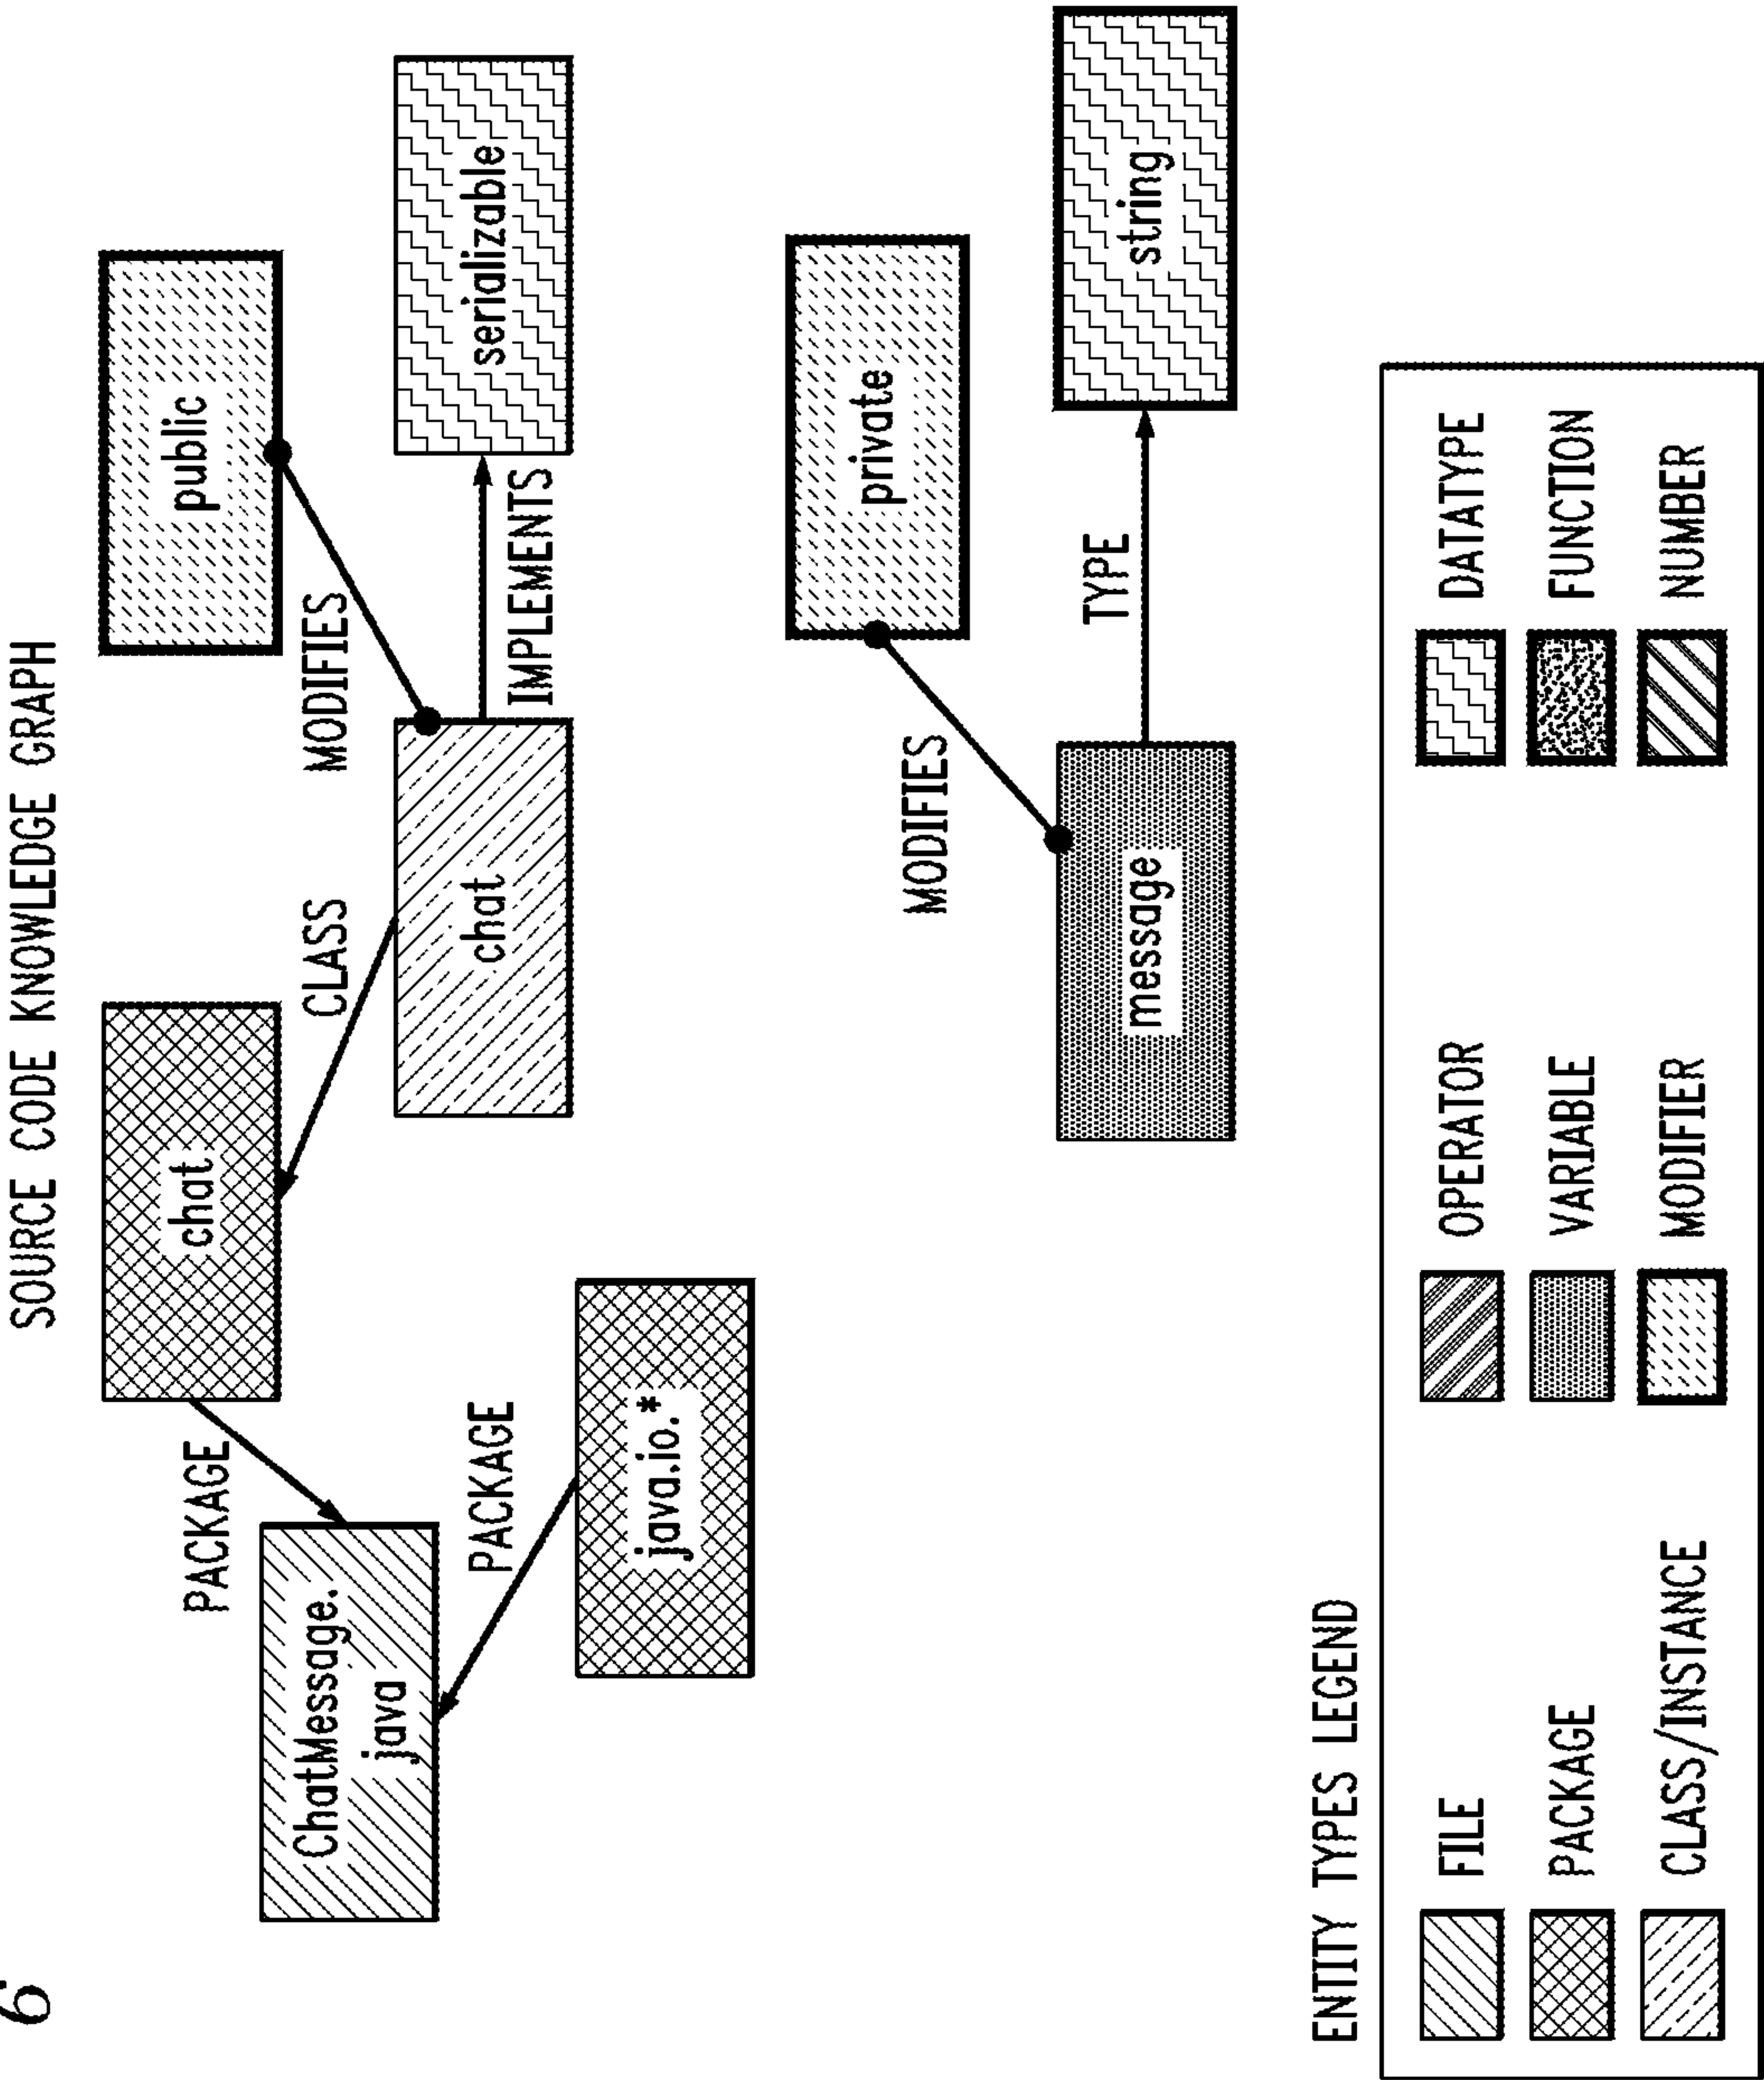 6
SOURCE CODE KNOWLEDGE GRAPH
chat
public
PACKAGE
CLASS
MODIFIES
ChatMessage.
java
chat
serializable
IMPLEMENTS
PACKAGE
java.io.*
private
MODIFIES
message
TYPE
string
ENTITY TYPES LEGEND
FILE
OPERATOR
DATATYPE
PACKAGE
VARIABLE
FUNCTION
CLASS/INSTANCE
MODIFIER
NUMBER